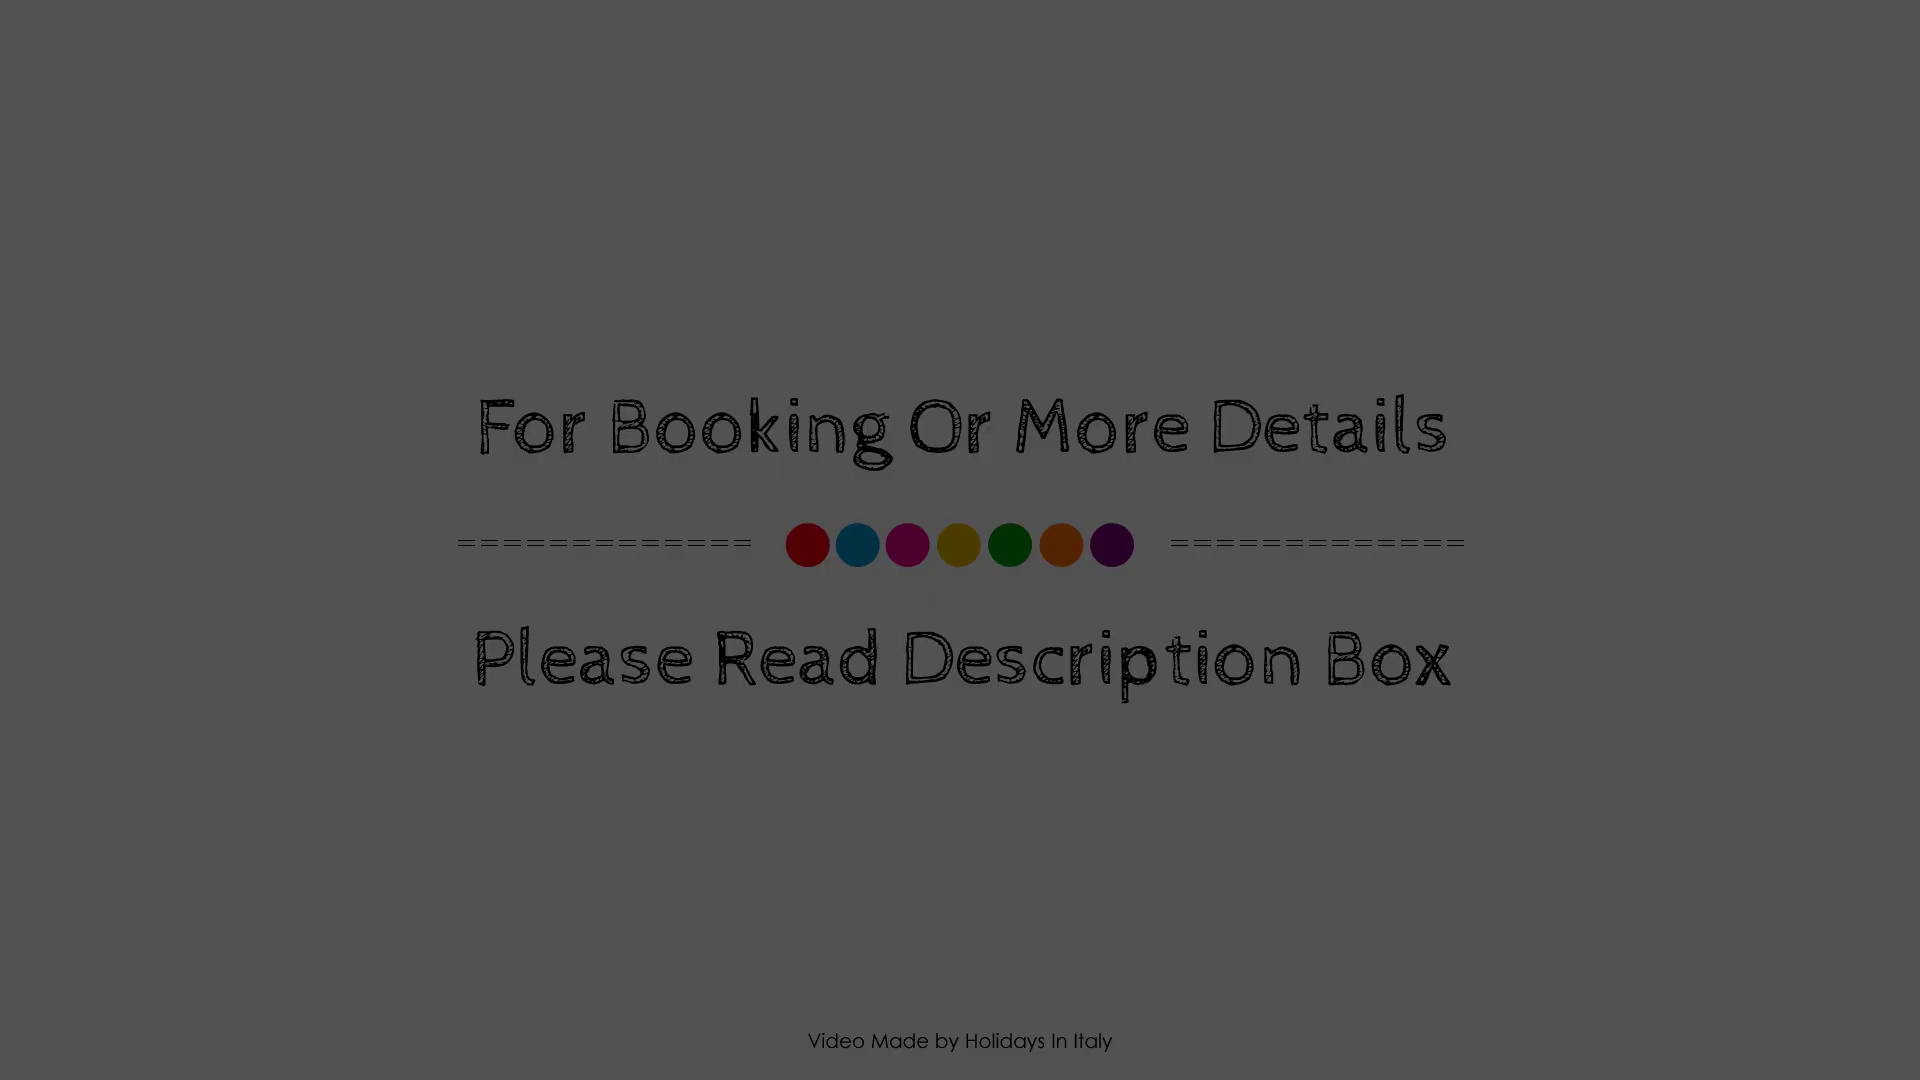 For Booking Or More Details
============= =============
Please Read Description Box
Video Made by Holidays In Italy